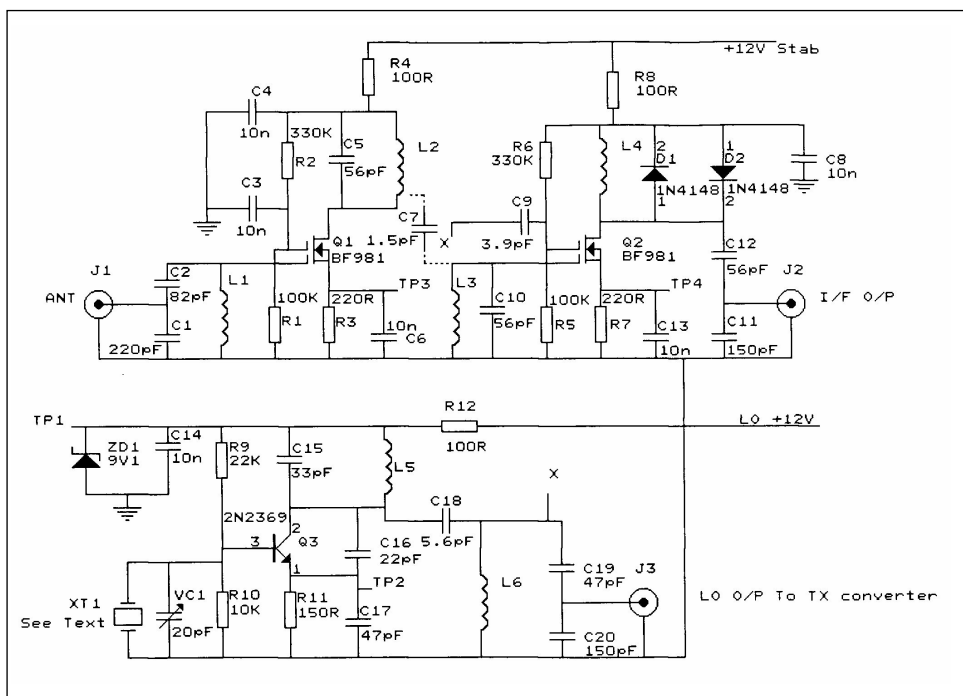 +12V Stab
R4
100R
R8
100R
C4
10n
330K
R2
C5
56pF
L2
R6
330K
L4
2
D1
1N4148
1
1
D2
1N4148
2
C8
10n
C3
10n
C7
1.5pF
X
C9
3.9pF
Q1
BF981
Q2
BF981
J1
ANT
C2
82pF
C1
220pF
L1
100K
R1
220R
R3
TP3
10n
C6
L3
C10
56pF
100K
R5
220R
R7
TP4
C13
10n
C12
56pF
J2
I/F O/P
C11
150pF
TP1
ZD1
9V1
C14
10n
R9
22K
C15
33pF
L5
R12
100R
LO +12V
X
2N2369
3
2
Q3
1
C16
22pF
TP2
C18
5.6pF
C19
47pF
J3
LO O/P To TX converter
XT1
See Text
VC1
20pF
R10
10K
R11
150R
C17
47pF
L6
C20
150pF